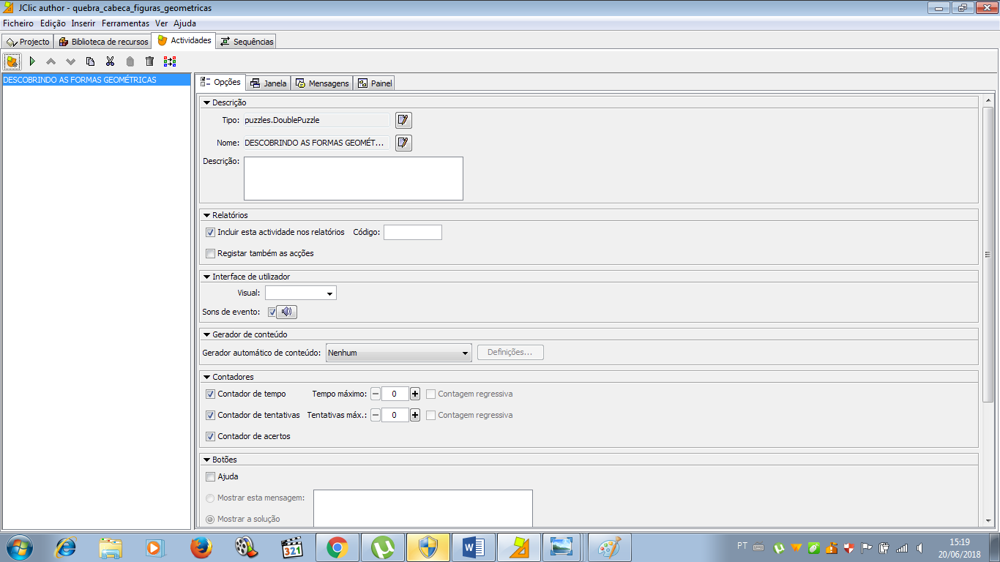 JClic author - quebra_cabeca_figuras_geometricas
Ficheiro Edição Inserir Ferramentas Ver Ajuda
Projecto Biblioteca de recursos Actividades Sequências
DESCOBRINDO AS FORMAS GEOMÉTRICAS
Opções Janela Mensagens Painel
Descrição
Tipo: puzzles.DoublePuzzle
Nome: DESCOBRINDO AS FORMAS GEOMÉT...
Descrição:
Relatórios
Incluir esta actividade nos relatórios Código:
Registar também as acções
Interface de utilizador
Visual:
Sons de evento:
Gerador de conteúdo
Gerador automático de conteúdo: Nenhum Definições...
Contadores
Contador de tempo Tempo máximo: 0 Contagem regressiva
Contador de tentativas Tentativas máx.: 0 Contagem regressiva
Contador de acertos
Botões
Ajuda
Mostrar esta mensagem:
Mostrar a solução
321
PT
15:19
20/06/2018